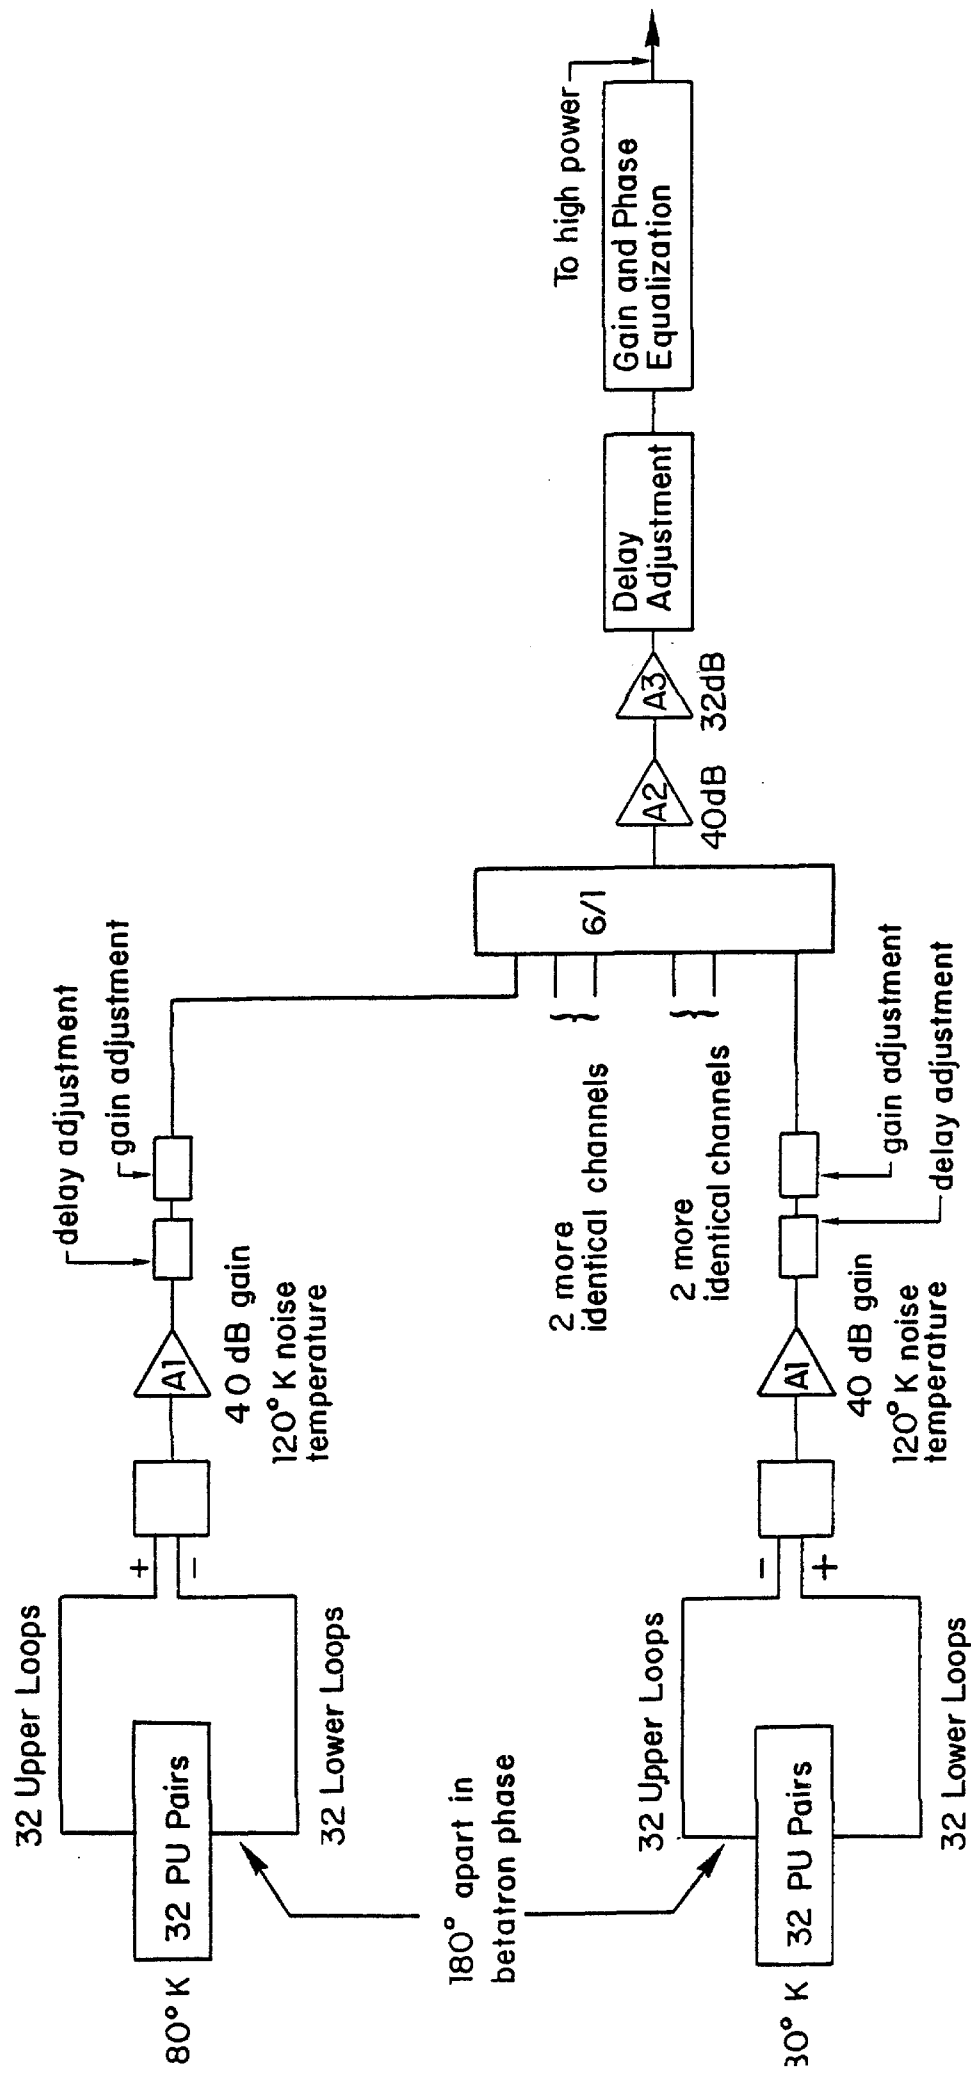 80° K
32 PU Pairs
32 Upper Loops
32 Lower Loops
+
−
40 dB gain
120° K noise
temperature
A1
delay adjustment
gain adjustment
180° apart in
betatron phase
2 more
identical channels
2 more
identical channels
6/1
A2
40dB
A3
32dB
Delay
Adjustment
Gain and Phase
Equalization
To high power
30° K
32 PU Pairs
32 Upper Loops
32 Lower Loops
−
+
A1
40 dB gain
120° K noise
temperature
gain adjustment
delay adjustment